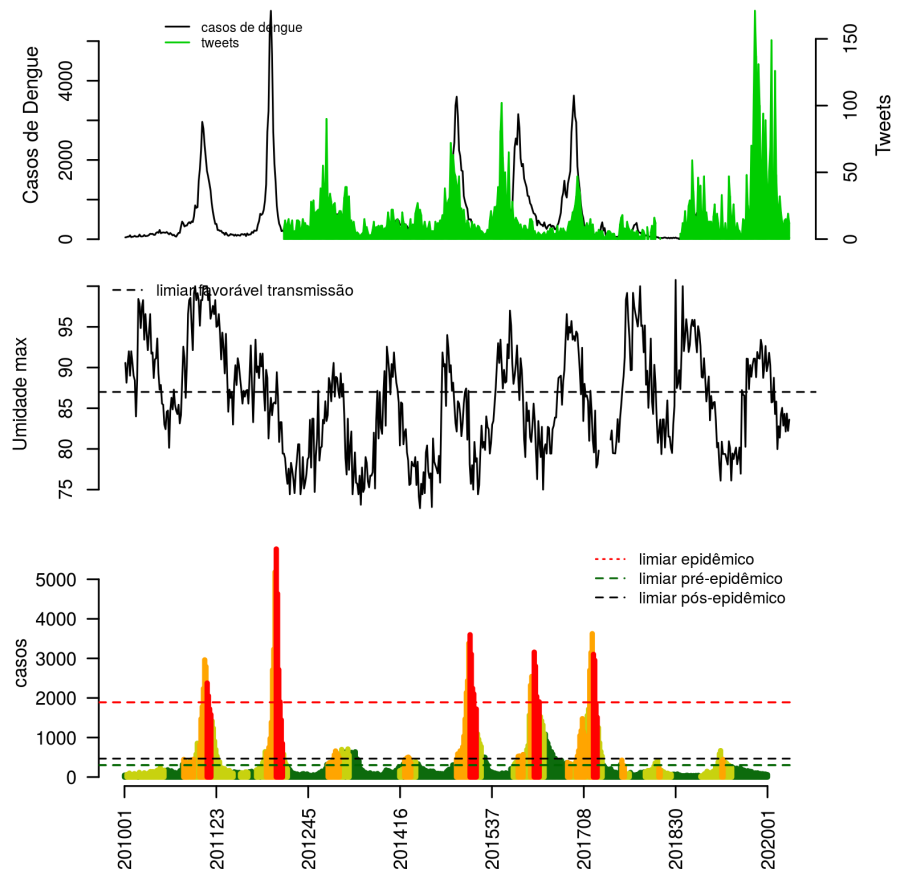 casos de dengue
tweets
Casos de Dengue
0
2000
4000
Tweets
0
50
100
150
limiar favorável transmissão
Umidade max
75
80
85
90
95
limiar epidêmico
limiar pré-epidêmico
limiar pós-epidêmico
casos
0
1000
2000
3000
4000
5000
201001
201123
201245
201416
201537
201708
201830
202001